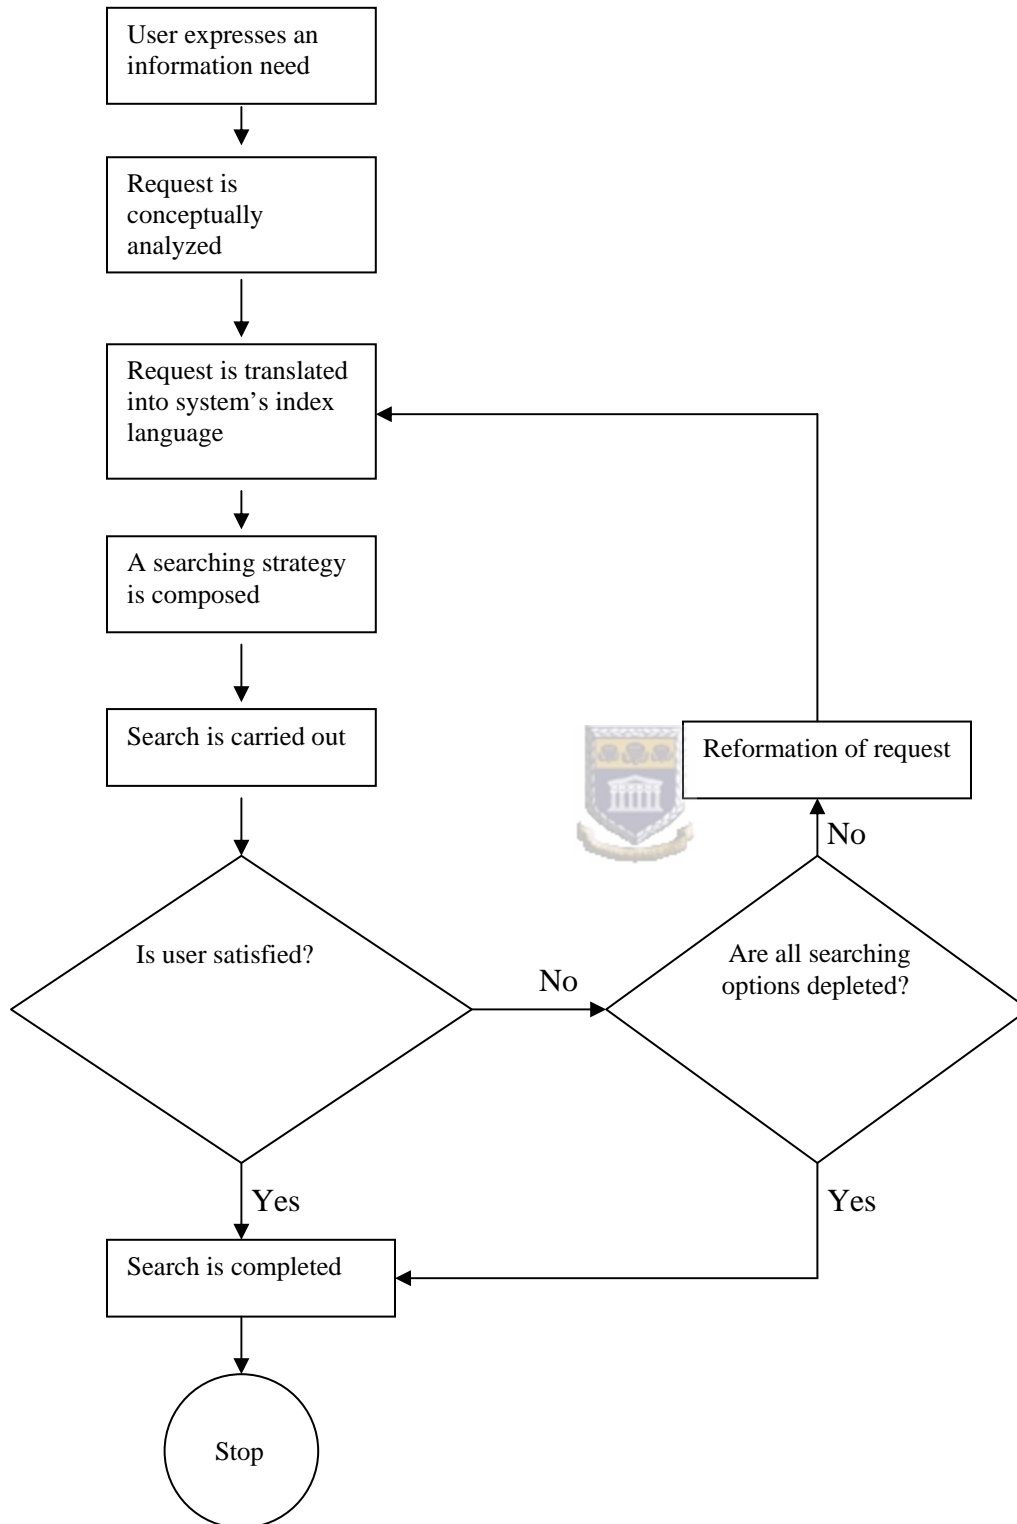 User expresses an
information need
Request is
conceptually
analyzed
Request is translated
into system’s index
language
A searching strategy
is composed
Search is carried out
Reformation of request
No
Is user satisfied?
No
Are all searching
options depleted?
Yes
Yes
Search is completed
Stop